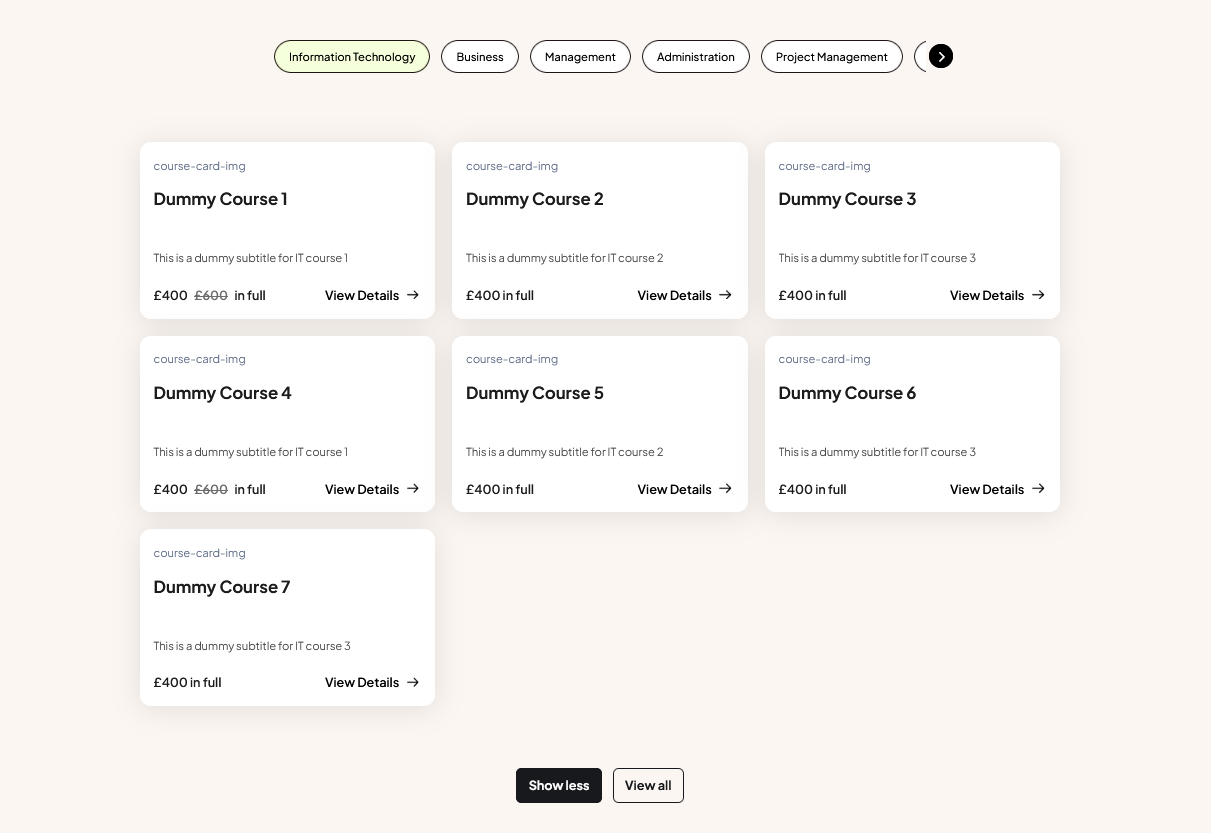 Information Technology Business Management Administration Project Management
course-card-img course-card-img course-card-img
Dummy Course 1 Dummy Course 2 Dummy Course 3
This is a dummy subtitle for IT course 1 This is a dummy subtitle for IT course 2 This is a dummy subtitle for IT course 3
£400 £600 in full View Details £400 in full View Details £400 in full View Details
course-card-img course-card-img course-card-img
Dummy Course 4 Dummy Course 5 Dummy Course 6
This is a dummy subtitle for IT course 1 This is a dummy subtitle for IT course 2 This is a dummy subtitle for IT course 3
£400 £600 in full View Details £400 in full View Details £400 in full View Details
course-card-img
Dummy Course 7
This is a dummy subtitle for IT course 3
£400 in full View Details
Show less View all